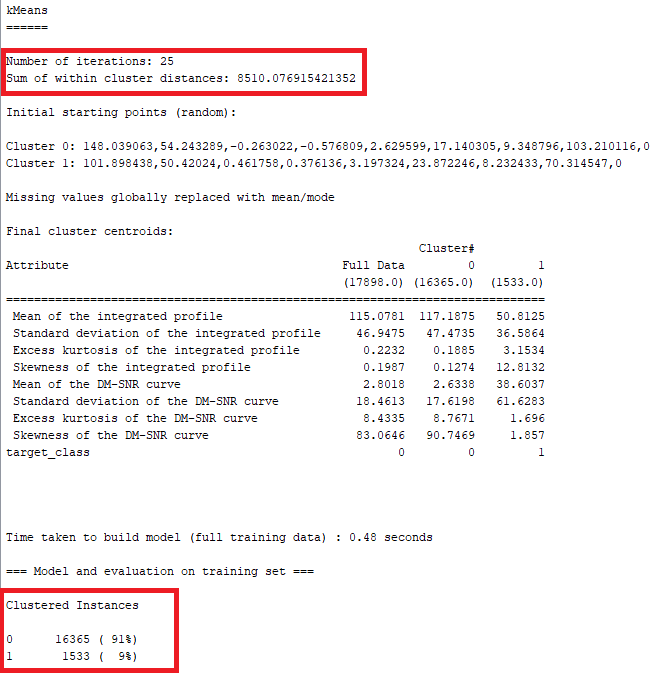 kMeans
======
Number of iterations: 25
Sum of within cluster distances: 8510.076915421352
Initial starting points (random):
Cluster 0: 148.039063,54.243289,-0.263022,-0.576809,2.629599,17.140305,9.348796,103.210116,0
Cluster 1: 101.898438,50.42024,0.461758,0.376136,3.197324,23.872246,8.232433,70.314547,0
Missing values globally replaced with mean/mode
Final cluster centroids:
Cluster#
Attribute Full Data 0 1
(17898.0) (16365.0) (1533.0)
=============================================================================
Mean of the integrated profile 115.0781 117.1875 50.8125
Standard deviation of the integrated profile 46.9475 47.4735 36.5864
Excess kurtosis of the integrated profile 0.2232 0.1885 3.1534
Skewness of the integrated profile 0.1987 0.1274 12.8132
Mean of the DM-SNR curve 2.8018 2.6338 38.6037
Standard deviation of the DM-SNR curve 18.4613 17.6198 61.6283
Excess kurtosis of the DM-SNR curve 8.4335 8.7671 1.696
Skewness of the DM-SNR curve 83.0646 90.7469 1.857
target_class 0 0 1
Time taken to build model (full training data) : 0.48 seconds
=== Model and evaluation on training set ===
Clustered Instances
0 16365 ( 91%)
1 1533 ( 9%)